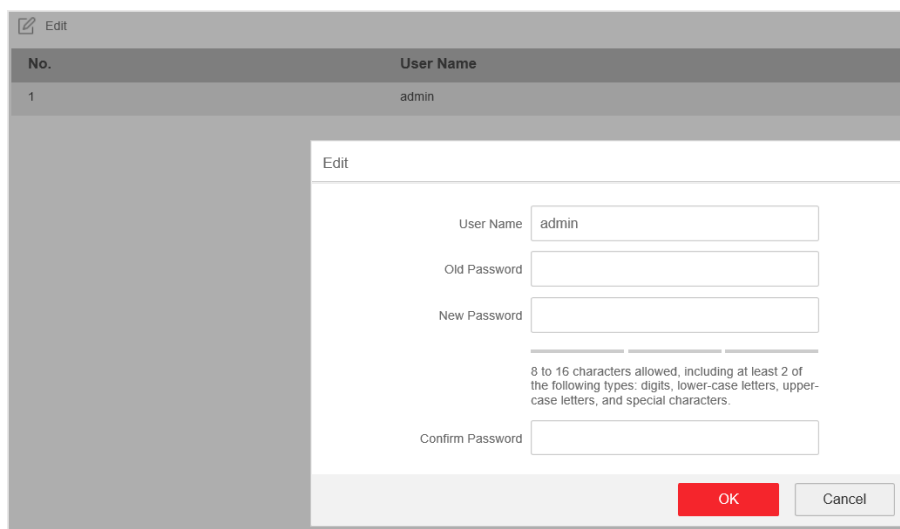 Edit
No. User Name
1 admin
Edit
User Name admin
Old Password
New Password
8 to 16 characters allowed, including at least 2 of
the following types: digits, lower-case letters, upper-
case letters, and special characters.
Confirm Password
OK Cancel